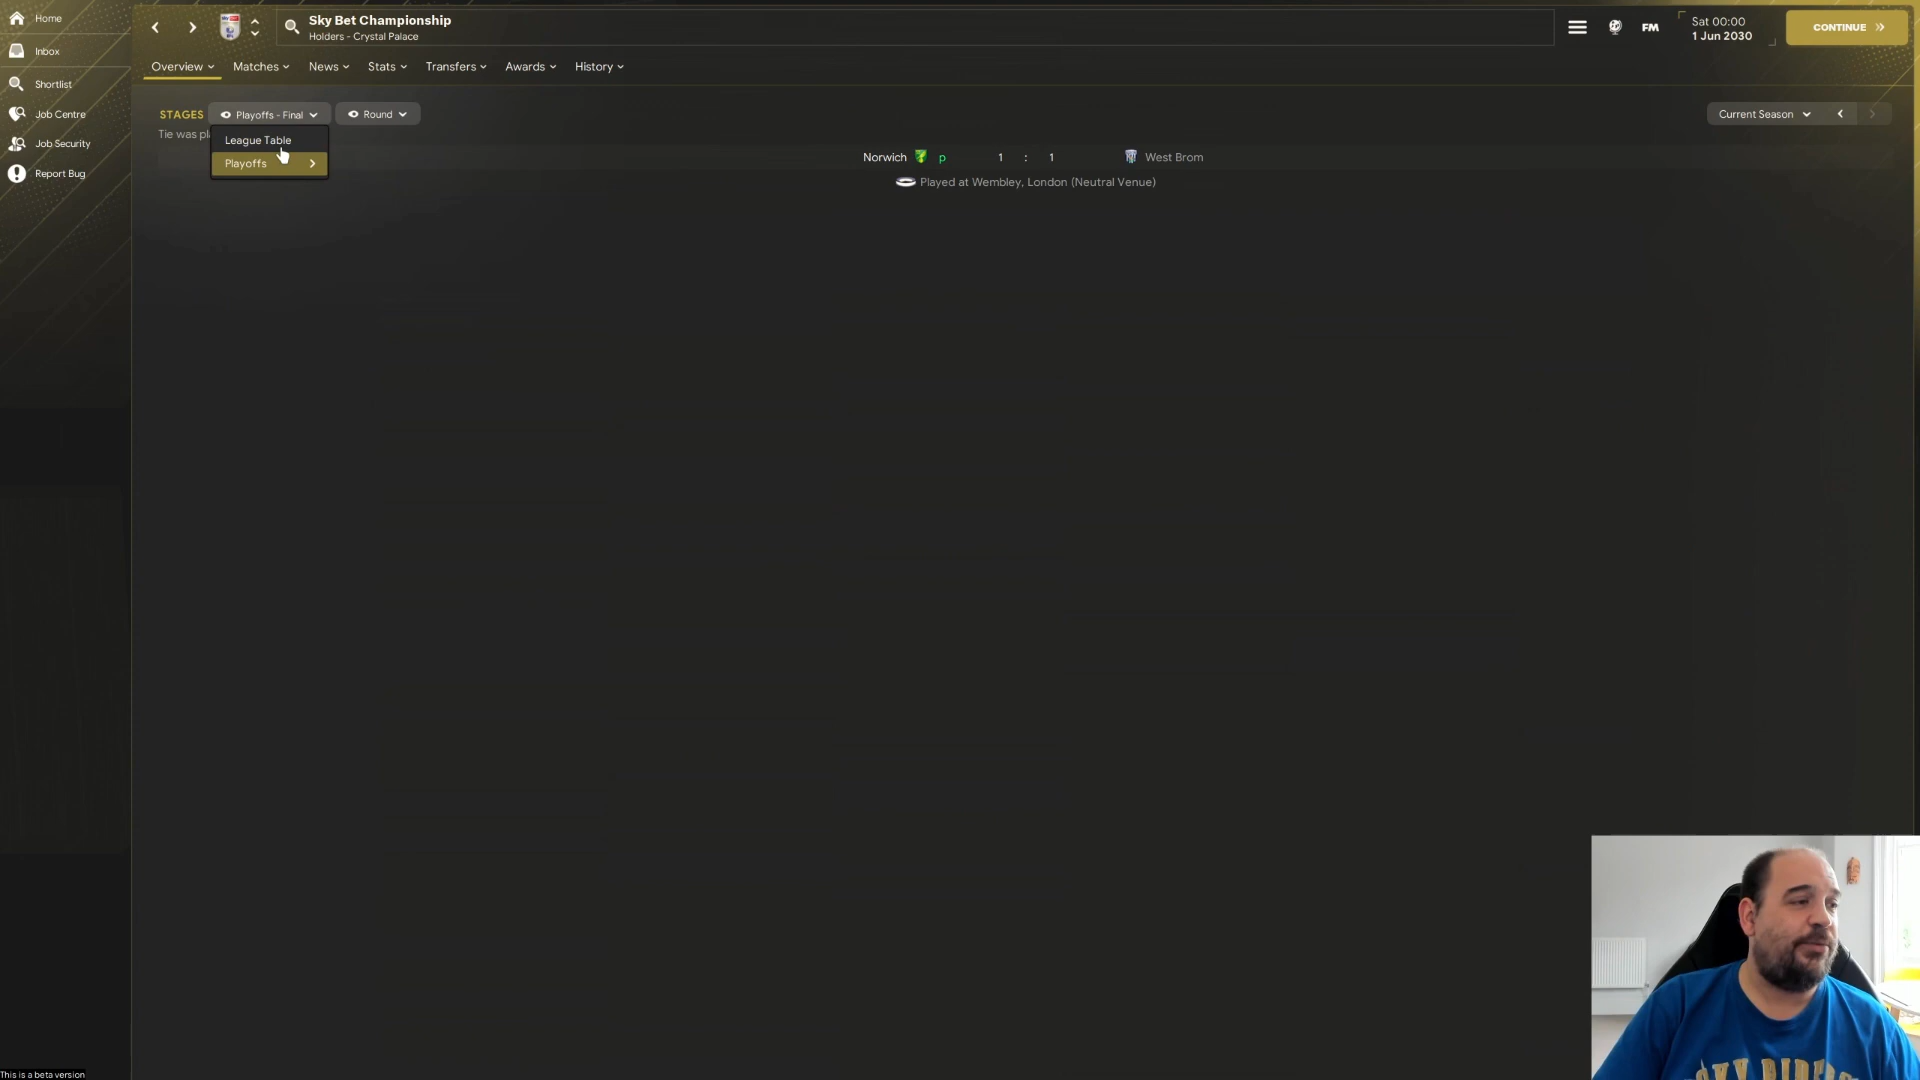 Home
Inbox
Shortlist
Job Centre
Job Security
Report Bug
Sky Bet Championship
Holders - Crystal Palace
FM
Sat 00:00
1 Jun 2030
CONTINUE
Overview
Matches
News
Stats
Transfers
Awards
History
STAGES
Playoffs - Final
Round
Current Season
Tie was pl
League Table
Playoffs
Norwich p 1 : 1 West Brom
Played at Wembley, London (Neutral Venue)
This is a beta version